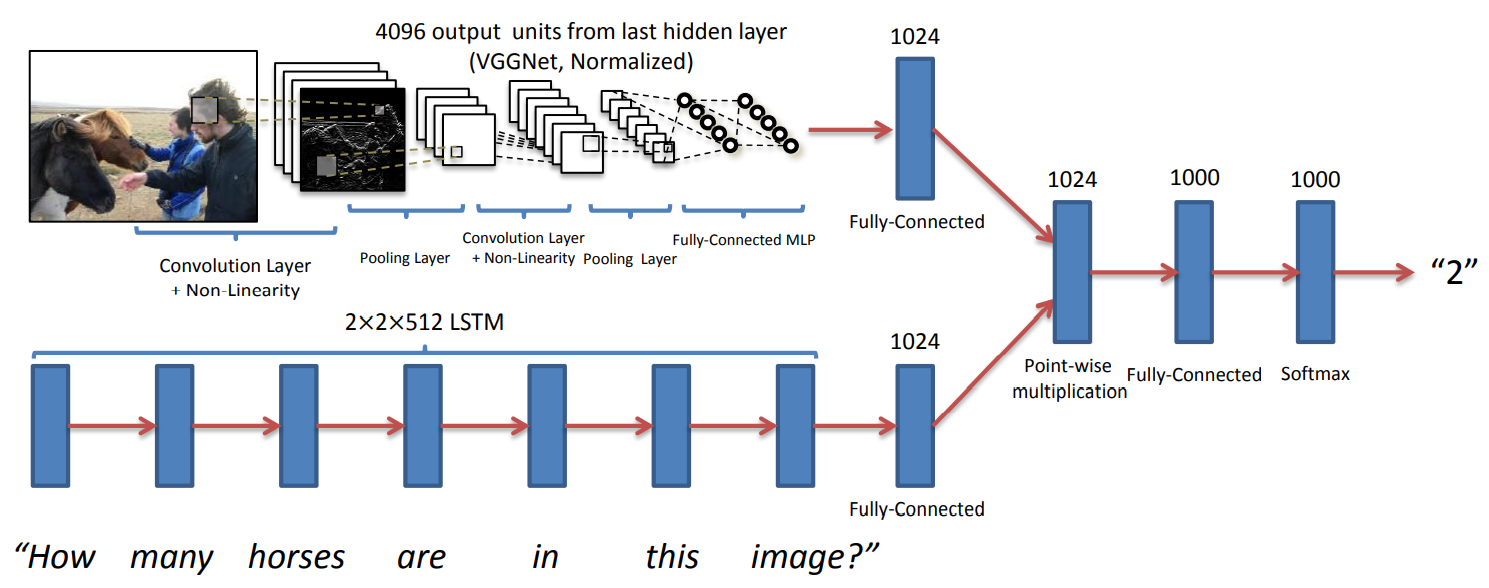 4096 output units from last hidden layer
(VGGNet, Normalized)
1024
Fully-Connected
Convolution Layer
+ Non-Linearity
Pooling Layer
Convolution Layer
+ Non-Linearity
Pooling Layer
Fully-Connected MLP
2×2×512 LSTM
1024
Fully-Connected
1024
Point-wise
multiplication
1000
Fully-Connected
1000
Softmax
“2”
“How many horses are in this image?”